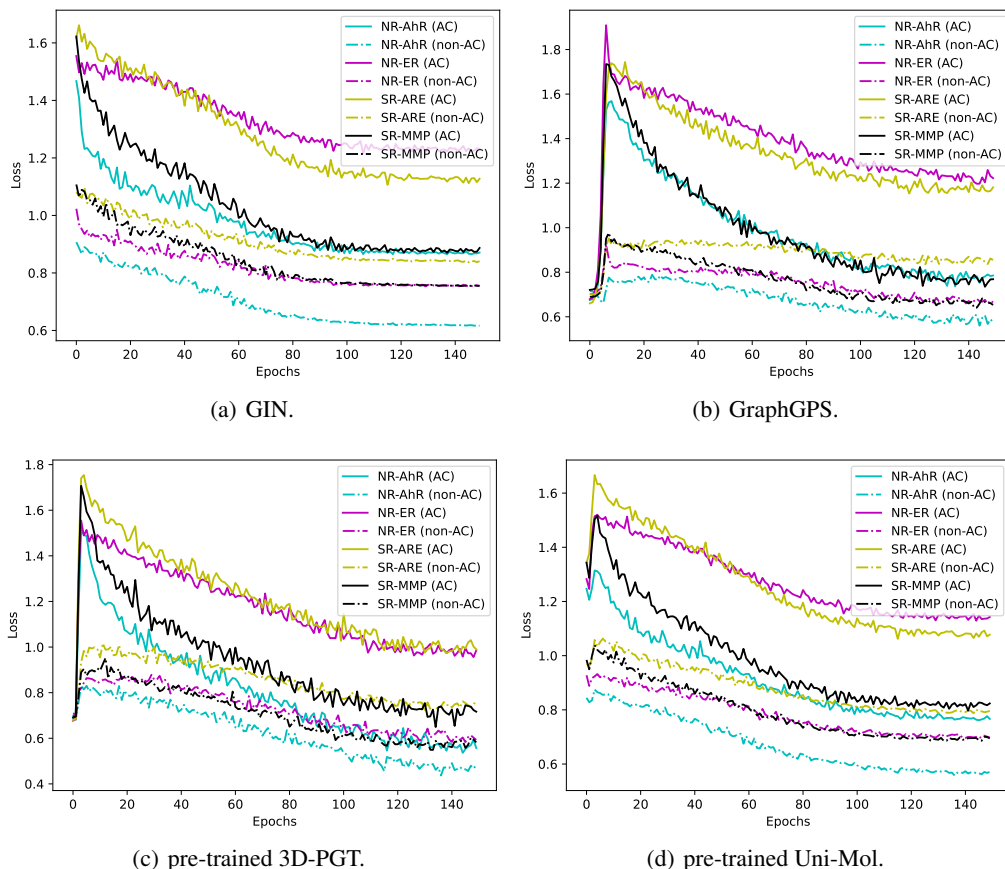 1.6
1.4
1.2
1.0
0.8
0.6
Loss
0 20 40 60 80 100 120 140
Epochs
NR-AhR (AC)
NR-AhR (non-AC)
NR-ER (AC)
NR-ER (non-AC)
SR-ARE (AC)
SR-ARE (non-AC)
SR-MMP (AC)
SR-MMP (non-AC)
(a) GIN.
1.8
1.6
1.4
1.2
1.0
0.8
0.6
Loss
0 20 40 60 80 100 120 140
Epochs
NR-AhR (AC)
NR-AhR (non-AC)
NR-ER (AC)
NR-ER (non-AC)
SR-ARE (AC)
SR-ARE (non-AC)
SR-MMP (AC)
SR-MMP (non-AC)
(b) GraphGPS.
1.8
1.6
1.4
1.2
1.0
0.8
0.6
0.4
Loss
0 20 40 60 80 100 120 140
Epochs
NR-AhR (AC)
NR-AhR (non-AC)
NR-ER (AC)
NR-ER (non-AC)
SR-ARE (AC)
SR-ARE (non-AC)
SR-MMP (AC)
SR-MMP (non-AC)
(c) pre-trained 3D-PGT.
1.6
1.4
1.2
1.0
0.8
0.6
Loss
0 20 40 60 80 100 120 140
Epochs
NR-AhR (AC)
NR-AhR (non-AC)
NR-ER (AC)
NR-ER (non-AC)
SR-ARE (AC)
SR-ARE (non-AC)
SR-MMP (AC)
SR-MMP (non-AC)
(d) pre-trained Uni-Mol.